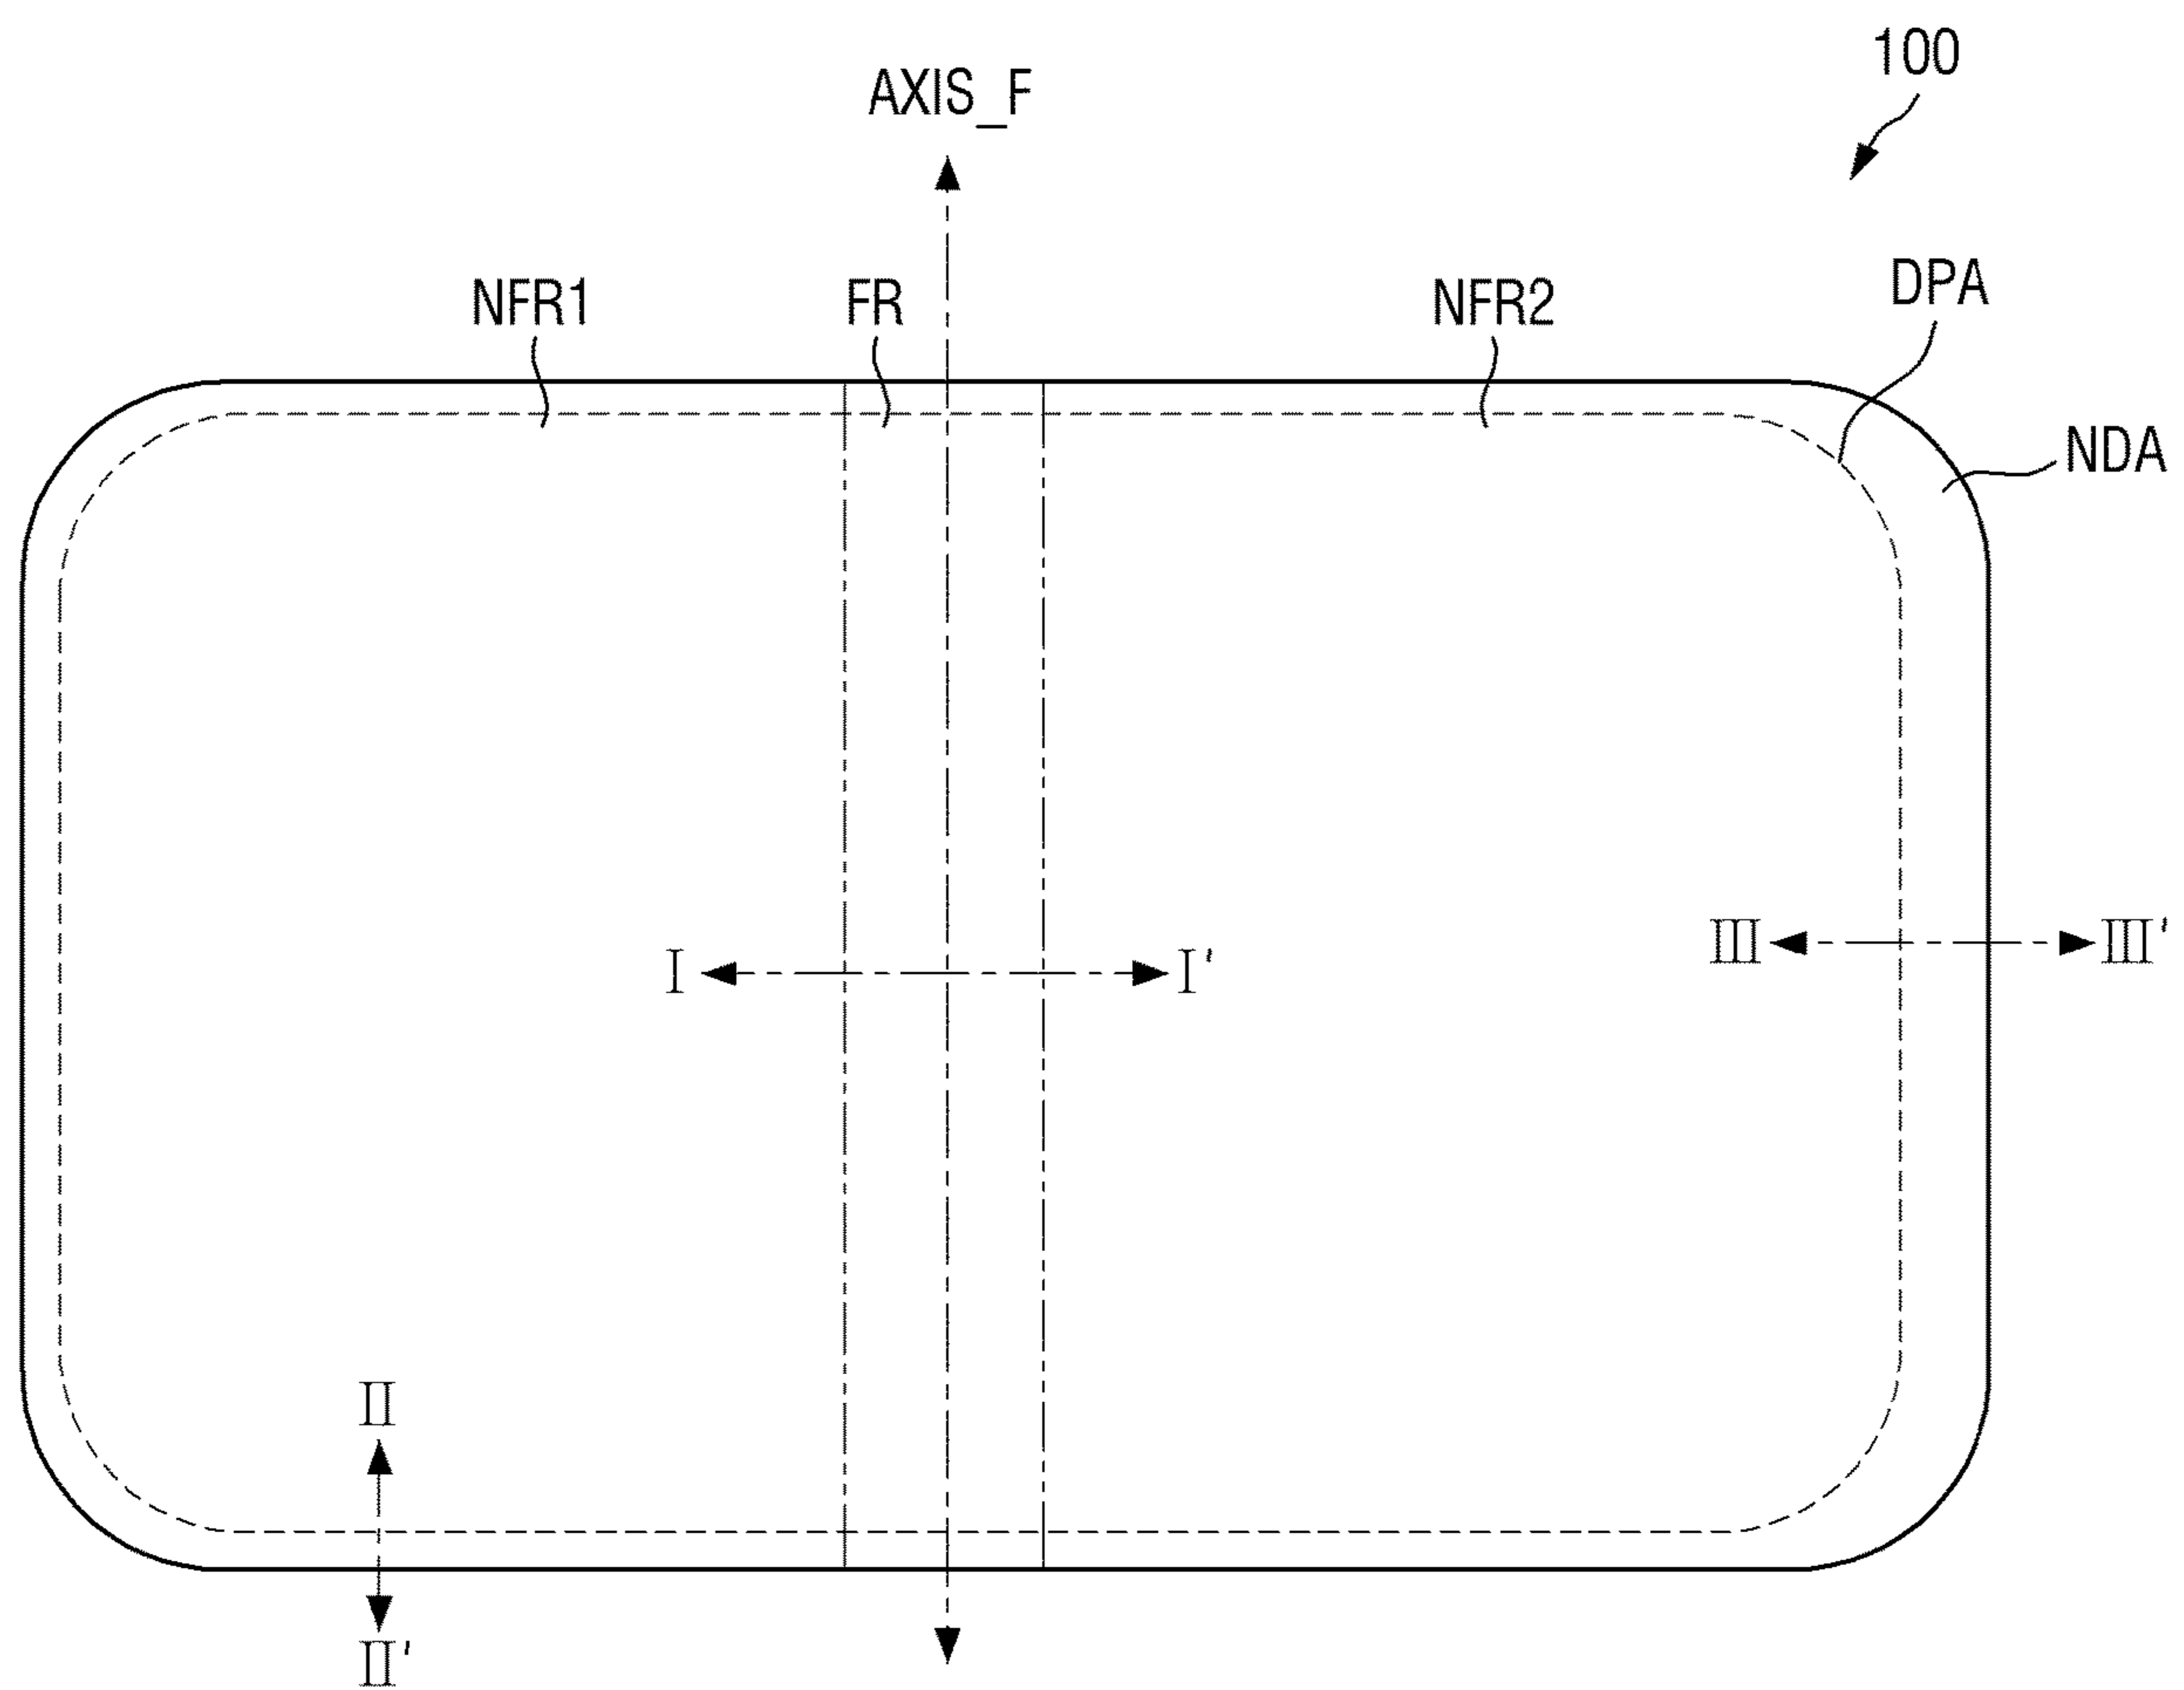 100
AXIS_F
NFR1 FR NFR2 DPA
NDA
I I' III III'
II
II'